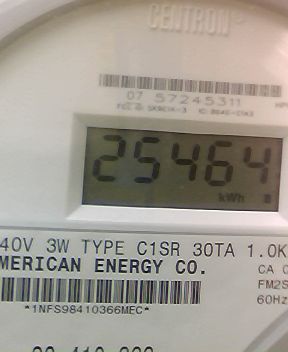 CENTRON®
07 57245311
25464
kWh
40V 3W TYPE C1SR 30TA 1.0K
MERICAN ENERGY CO.
CA 0
FM2S
60Hz
*1NFS98410366MEC*